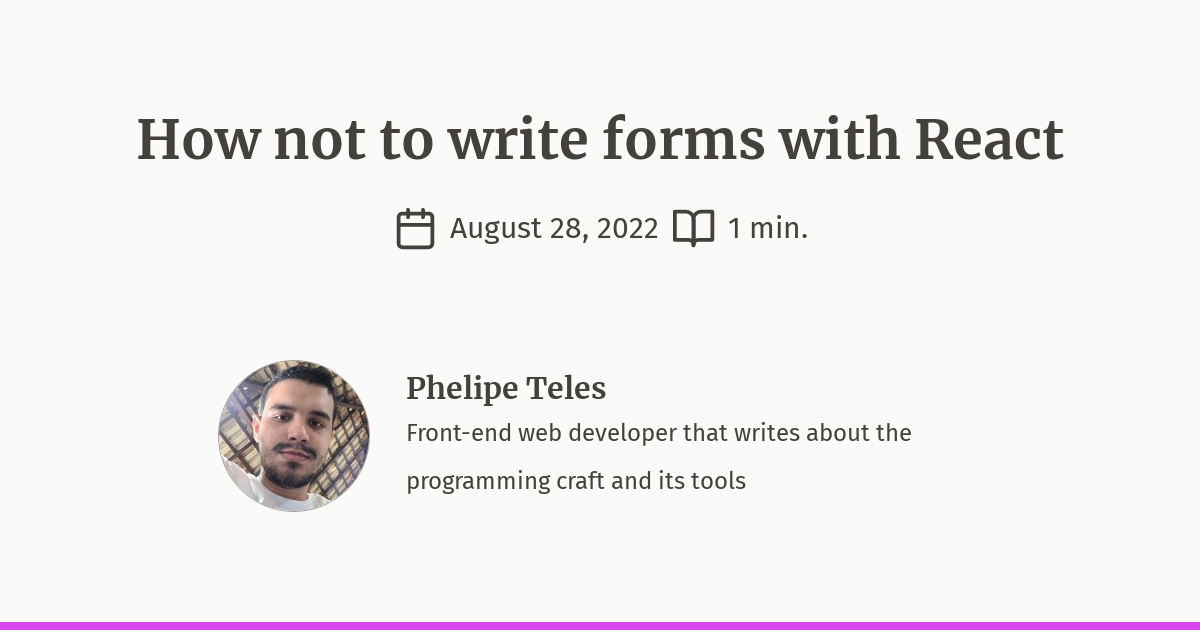 How not to write forms with React
August 28, 2022 1 min.
Phelipe Teles
Front-end web developer that writes about the
programming craft and its tools